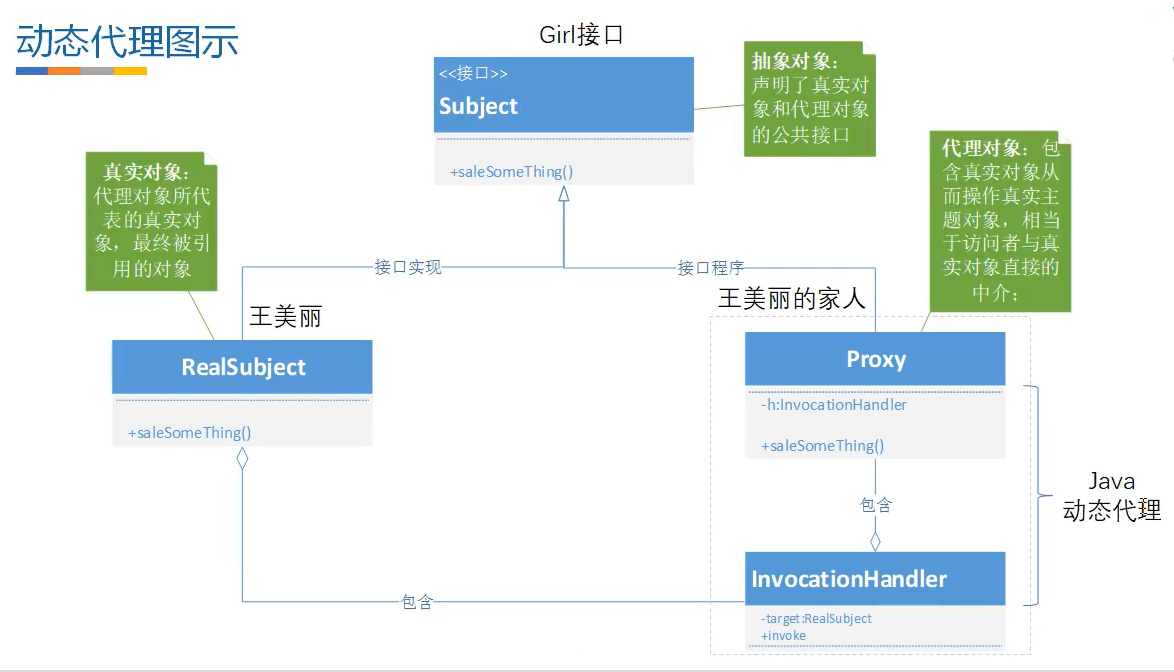 动态代理图示
Girl接口
<<接口>>
Subject
+saleSomeThing()
抽象对象：
声明了真实对
象和代理对象
的公共接口
真实对象：
代理对象所代
表的真实对
象，最终被引
用的对象
代理对象：包
含真实对象从
而操作真实主
题对象，相当
于访问者与真
实对象直接的
中介；
接口实现
接口程序
王美丽
王美丽的家人
RealSubject
+saleSomeThing()
Proxy
-h:InvocationHandler
+saleSomeThing()
包含
Java
动态代理
InvocationHandler
-target:RealSubject
+invoke
包含